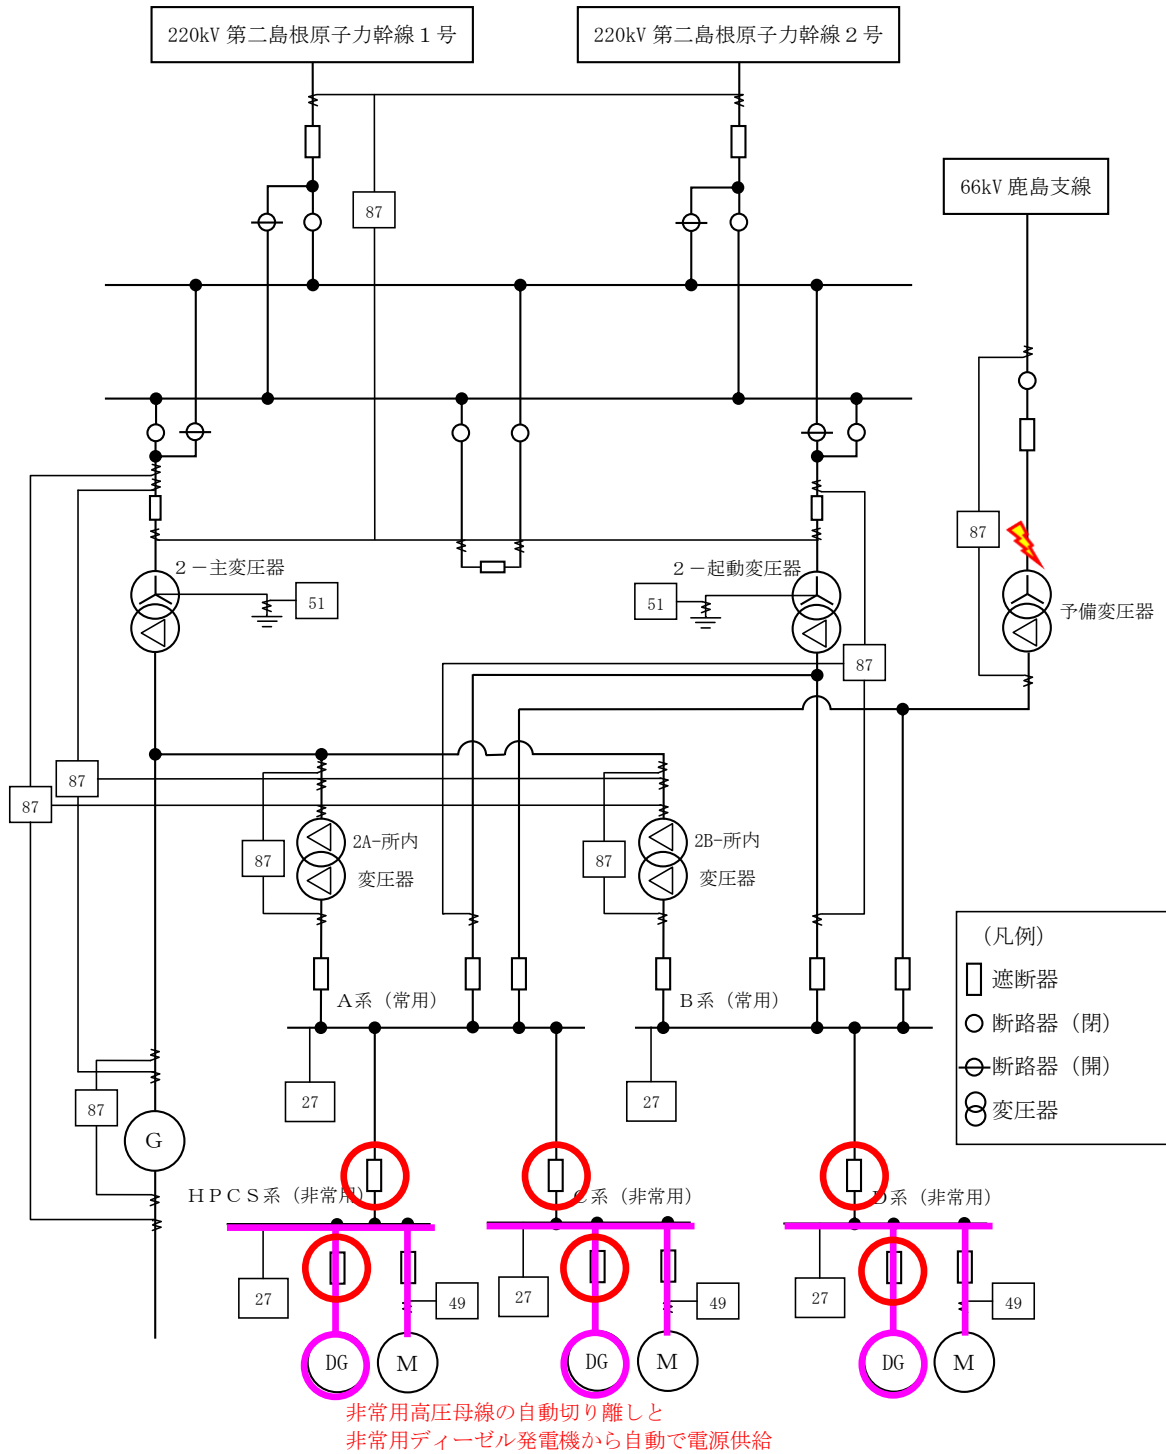 220kV 第二島根原子力幹線１号
220kV 第二島根原子力幹線２号
66kV 鹿島支線
87
87
２－主変圧器
２－起動変圧器
51
51
予備変圧器
87
87
87
2A-所内
変圧器
87
2B-所内
変圧器
87
（凡例）
遮断器
断路器（閉）
断路器（開）
変圧器
Ａ系（常用）
Ｂ系（常用）
27
27
87
G
ＨＰＣＳ系（非常用）
Ｃ系（非常用）
Ｄ系（非常用）
27
49
27
49
27
49
DG
M
DG
M
DG
M
非常用高圧母線の自動切り離しと
非常用ディーゼル発電機から自動で電源供給